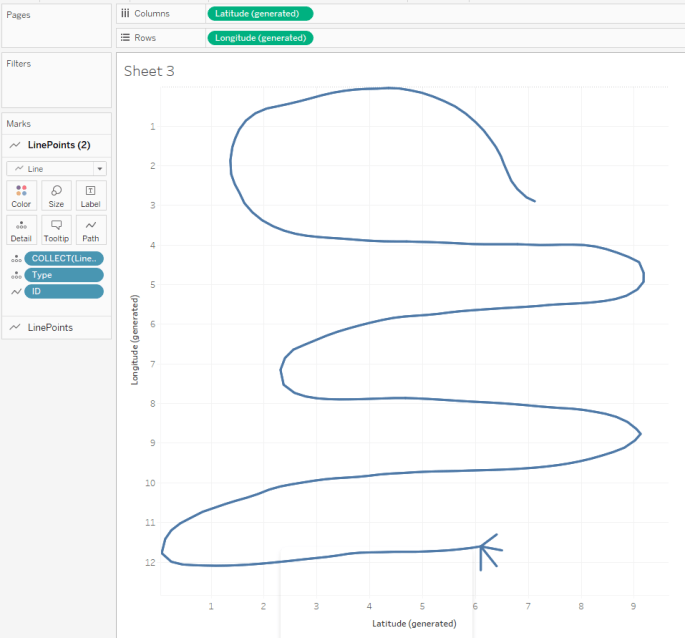 Pages
Columns
Latitude (generated)
Rows
Longitude (generated)
Filters
Marks
LinePoints (2)
Line
Color
Size
Label
Detail
Tooltip
Path
COLLECT(Line..
Type
ID
LinePoints
Sheet 3
Longitude (generated)
1
2
3
4
5
6
7
8
9
10
11
12
1 2 3 4 5 6 7 8 9
Latitude (generated)